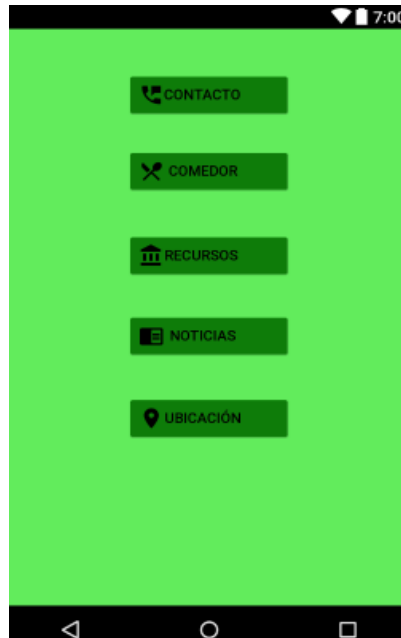 7:00
CONTACTO
COMEDOR
RECURSOS
NOTICIAS
UBICACIÓN